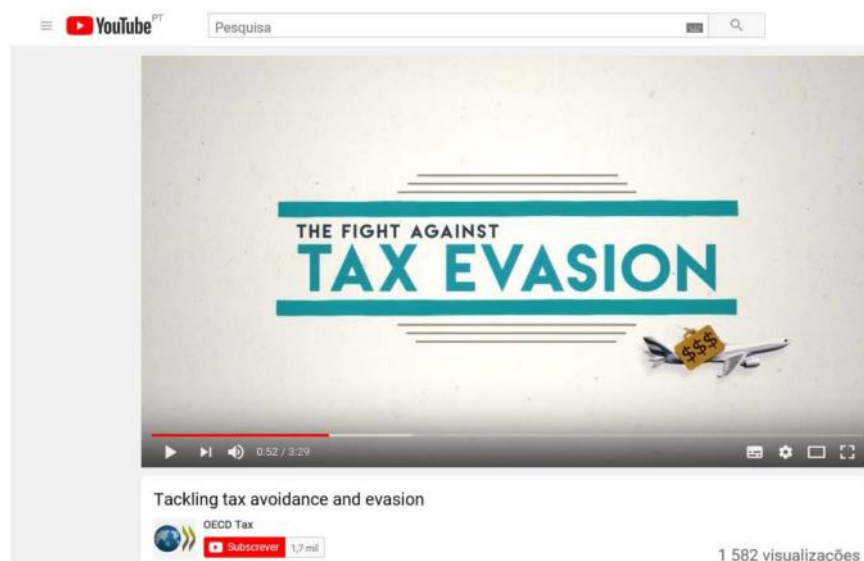 YouTube PT
Pesquisa
THE FIGHT AGAINST
TAX EVASION
$$$
0:52 / 3:29
Tackling tax avoidance and evasion
OECD Tax
Subscrever 1,7 mil
1 582 visualizações